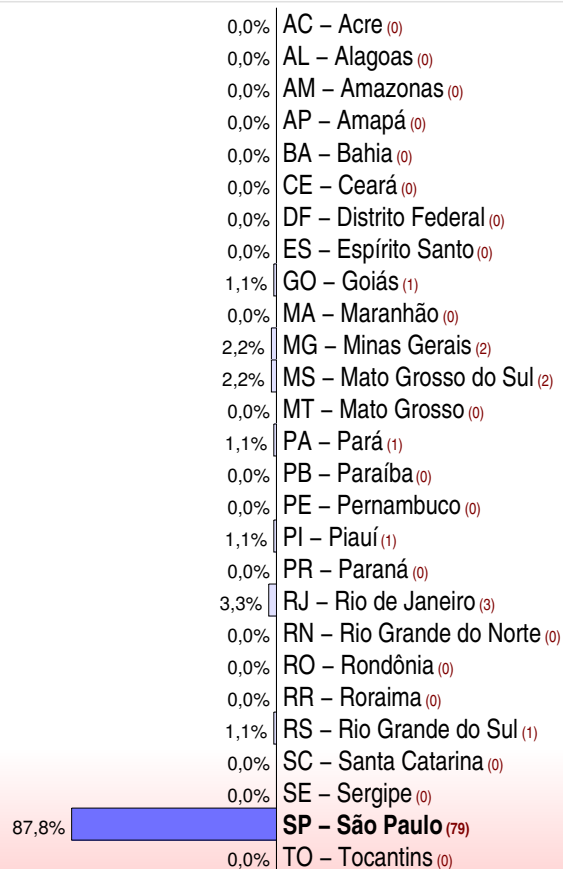 0,0% AC – Acre (0)
0,0% AL – Alagoas (0)
0,0% AM – Amazonas (0)
0,0% AP – Amapá (0)
0,0% BA – Bahia (0)
0,0% CE – Ceará (0)
0,0% DF – Distrito Federal (0)
0,0% ES – Espírito Santo (0)
1,1% GO – Goiás (1)
0,0% MA – Maranhão (0)
2,2% MG – Minas Gerais (2)
2,2% MS – Mato Grosso do Sul (2)
0,0% MT – Mato Grosso (0)
1,1% PA – Pará (1)
0,0% PB – Paraíba (0)
0,0% PE – Pernambuco (0)
1,1% PI – Piauí (1)
0,0% PR – Paraná (0)
3,3% RJ – Rio de Janeiro (3)
0,0% RN – Rio Grande do Norte (0)
0,0% RO – Rondônia (0)
0,0% RR – Roraima (0)
1,1% RS – Rio Grande do Sul (1)
0,0% SC – Santa Catarina (0)
0,0% SE – Sergipe (0)
87,8% SP – São Paulo (79)
0,0% TO – Tocantins (0)